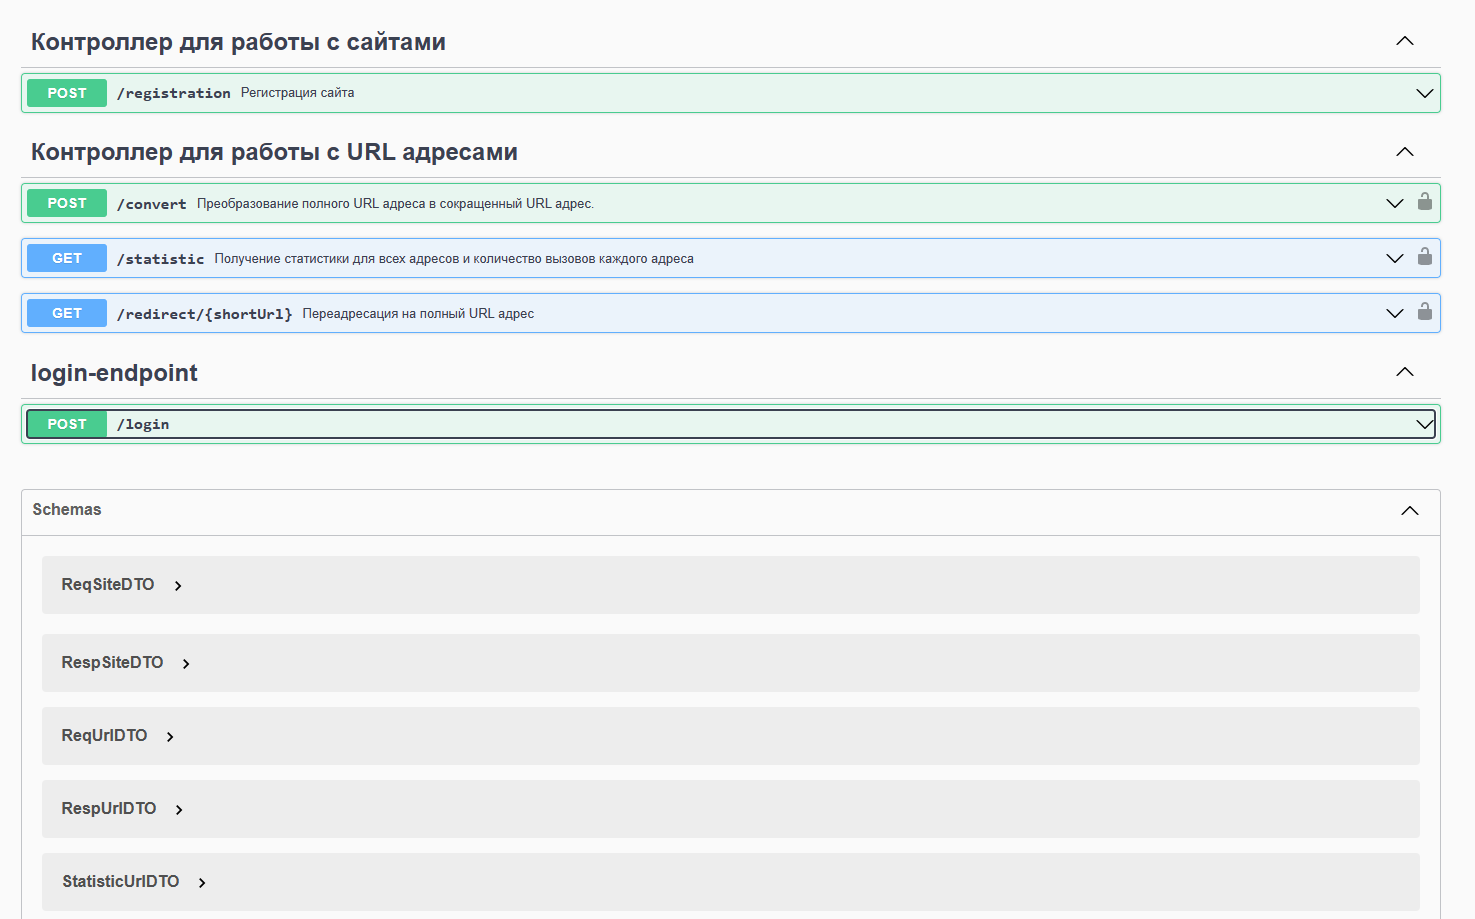 Контроллер для работы с сайтами
POST /registration Регистрация сайта
Контроллер для работы с URL адресами
POST /convert Преобразование полного URL адреса в сокращенный URL адрес.
GET /statistic Получение статистики для всех адресов и количество вызовов каждого адреса
GET /redirect/{shortUrl} Переадресация на полный URL адрес
login-endpoint
POST /login
Schemas
ReqSiteDTO
RespSiteDTO
ReqUrlDTO
RespUrlDTO
StatisticUrlDTO